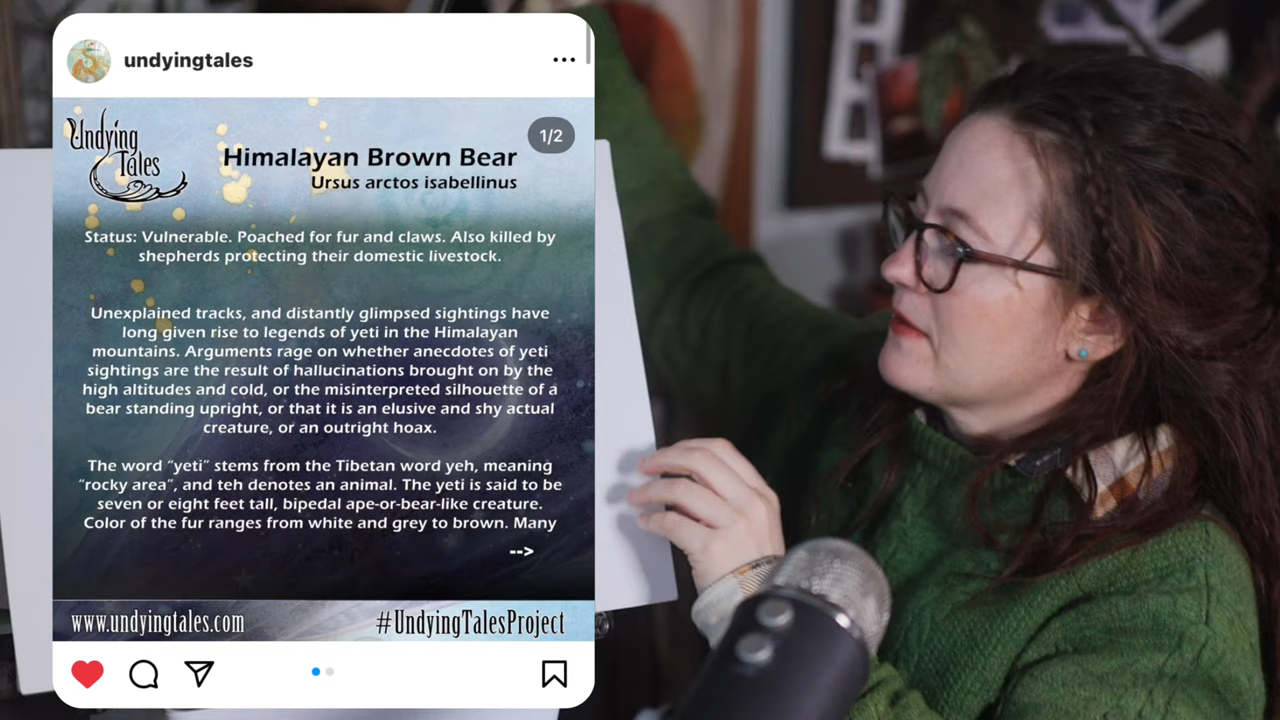 undyingtales
Undying
Tales
1/2
Himalayan Brown Bear
Ursus arctos isabellinus
Status: Vulnerable. Poached for fur and claws. Also killed by
shepherds protecting their domestic livestock.
Unexplained tracks, and distantly glimpsed sightings have
long given rise to legends of yeti in the Himalayan
mountains. Arguments rage on whether anecdotes of yeti
sightings are the result of hallucinations brought on by the
high altitudes and cold, or the misinterpreted silhouette of a
bear standing upright, or that it is an elusive and shy actual
creature, or an outright hoax.
The word “yeti” stems from the Tibetan word yeh, meaning
“rocky area”, and teh denotes an animal. The yeti is said to be
seven or eight feet tall, bipedal ape-or-bear-like creature.
Color of the fur ranges from white and grey to brown. Many
-->
www.undyingtales.com
#UndyingTalesProject